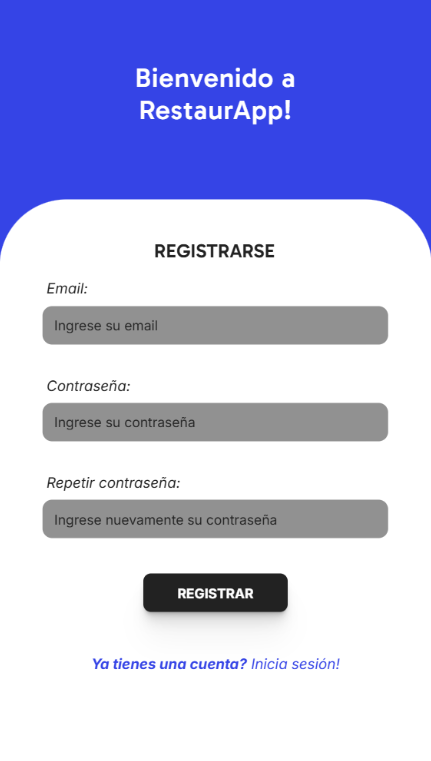 Bienvenido a
RestaurApp!
REGISTRARSE
Email:
Ingrese su email
Contraseña:
Ingrese su contraseña
Repetir contraseña:
Ingrese nuevamente su contraseña
REGISTRAR
Ya tienes una cuenta? Inicia sesión!